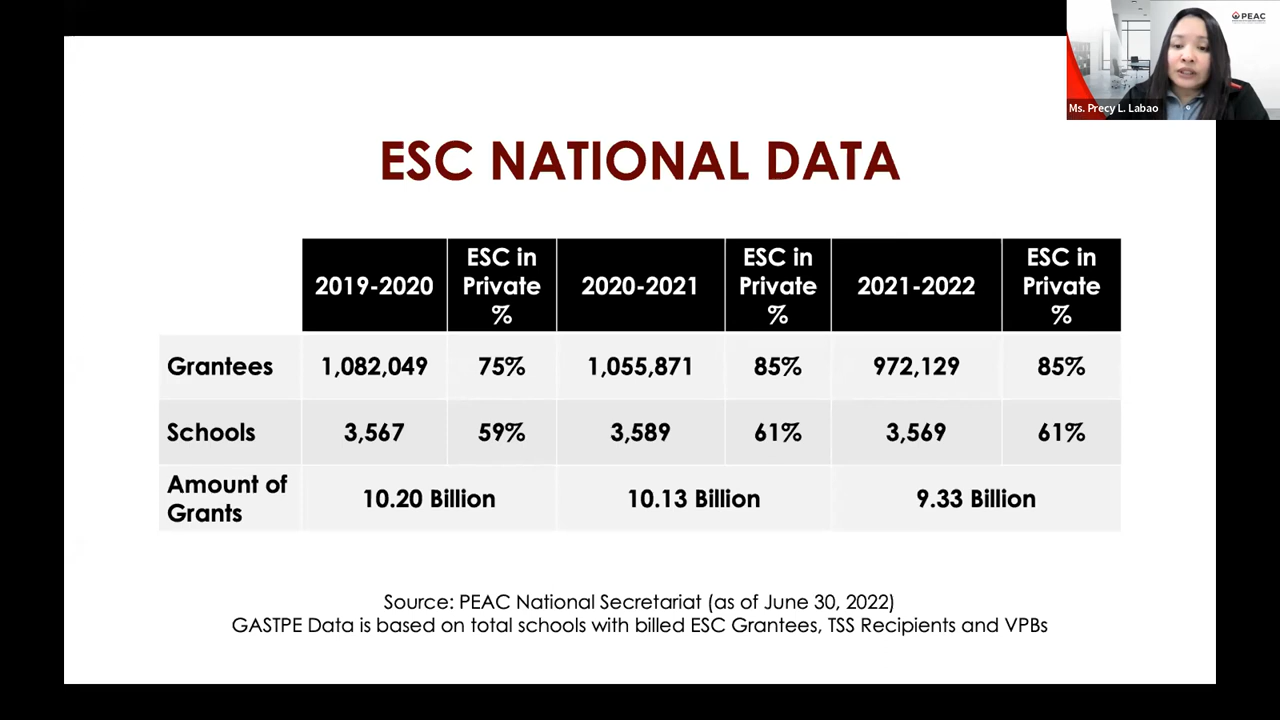 PEAC
Ms. Precy L. Labao
ESC NATIONAL DATA
2019-2020
ESC in
Private
%
2020-2021
ESC in
Private
%
2021-2022
ESC in
Private
%
Grantees 1,082,049 75% 1,055,871 85% 972,129 85%
Schools 3,567 59% 3,589 61% 3,569 61%
Amount of
Grants
10.20 Billion 10.13 Billion 9.33 Billion
Source: PEAC National Secretariat (as of June 30, 2022)
GASTPE Data is based on total schools with billed ESC Grantees, TSS Recipients and VPBs